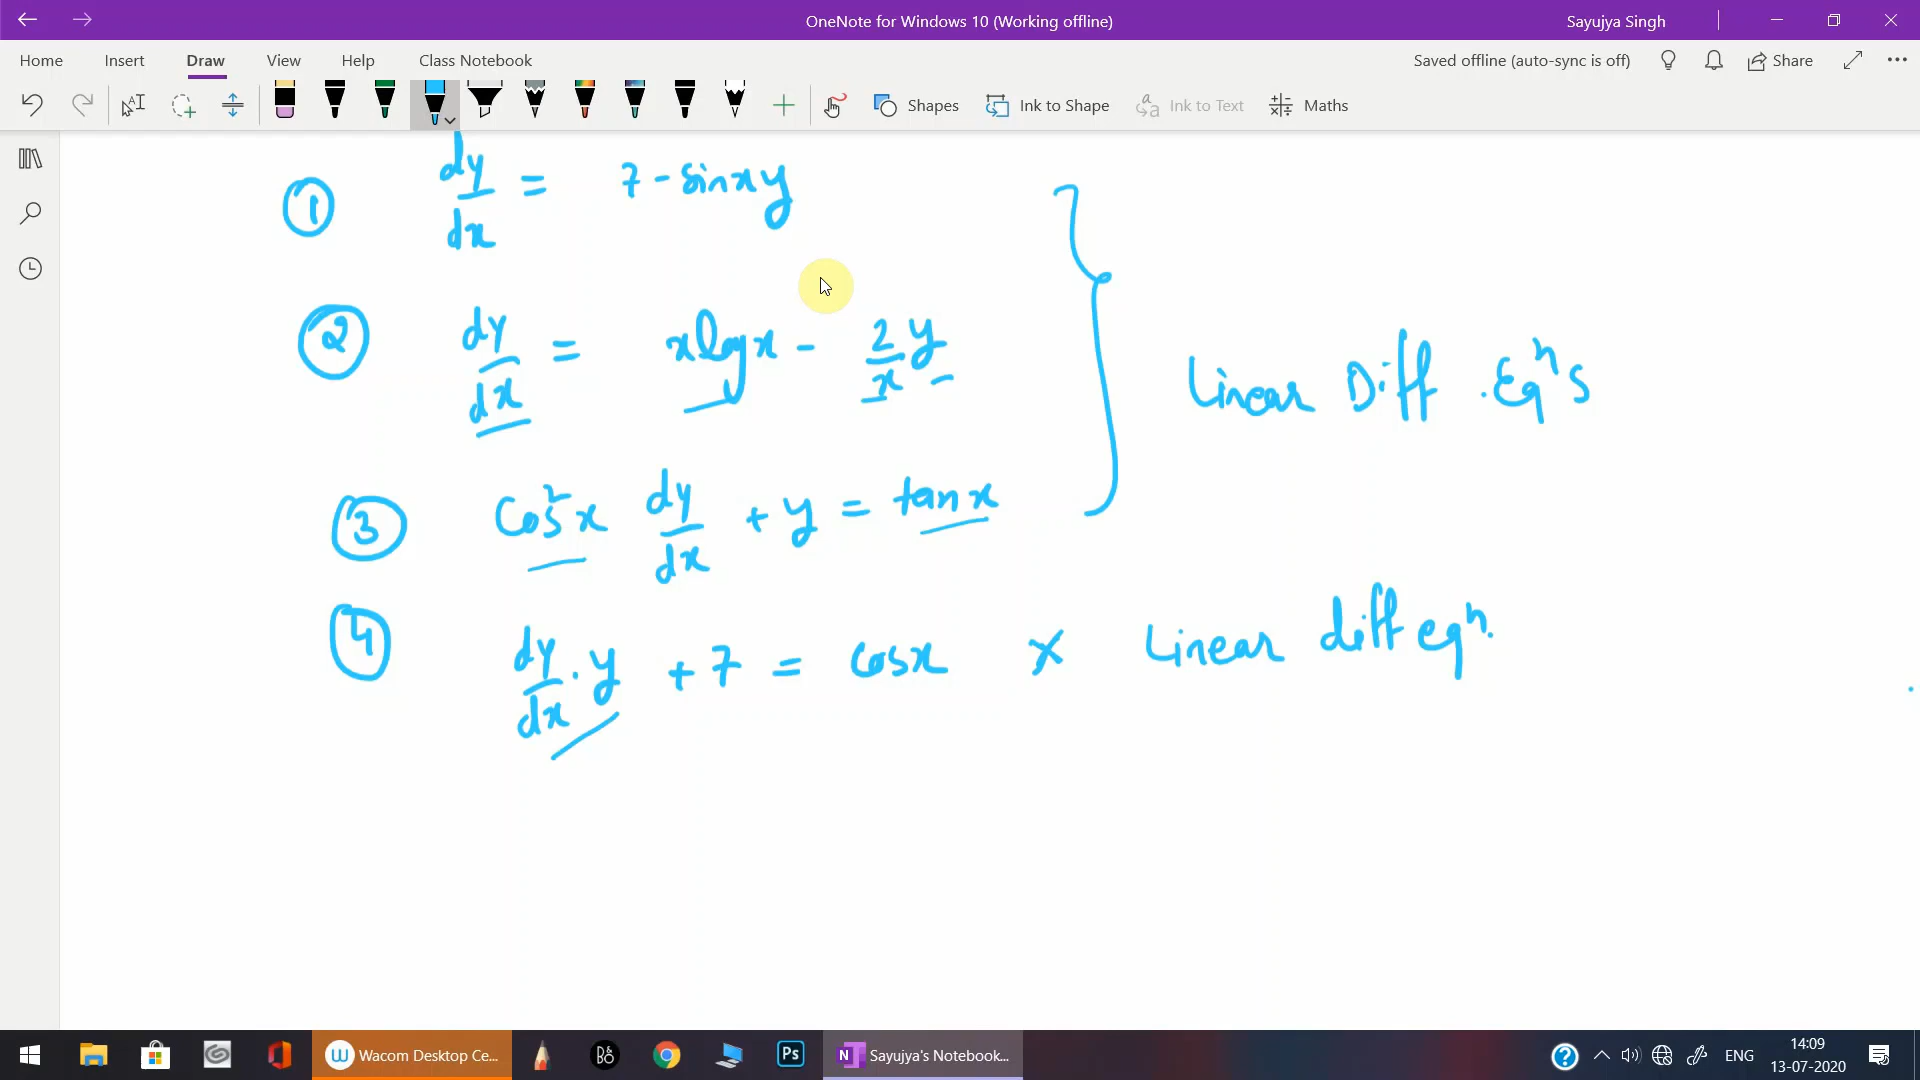 OneNote for Windows 10 (Working offline)
Sayujya Singh
Home Insert Draw View Help Class Notebook
Saved offline (auto-sync is off) Share
Shapes Ink to Shape Ink to Text Maths
① dy/dx = 7 - sinx y
② dy/dx = xlogx - 2/x y
Linear Diff. Eqⁿs
③ Cos²x dy/dx + y = tanx
④ dy/dx · y + 7 = cosx × Linear diff eqⁿ.
Wacom Desktop Ce...
Sayujya's Notebook...
ENG
14:09
13-07-2020